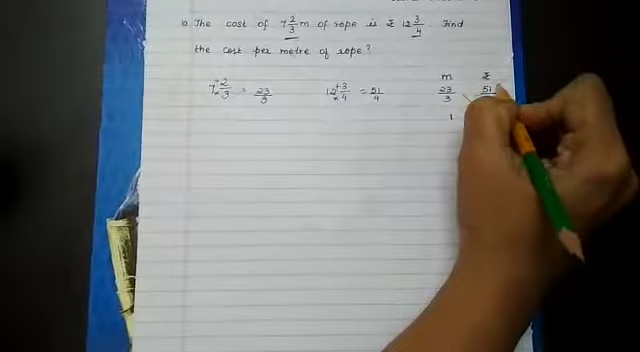 10. The cost of 7 2/3 m of rope is ₹ 12 3/4. Find
the cost per metre of rope?
7 2/3 = 23/3 12 3/4 = 51/4
m ₹
23/3 51
1